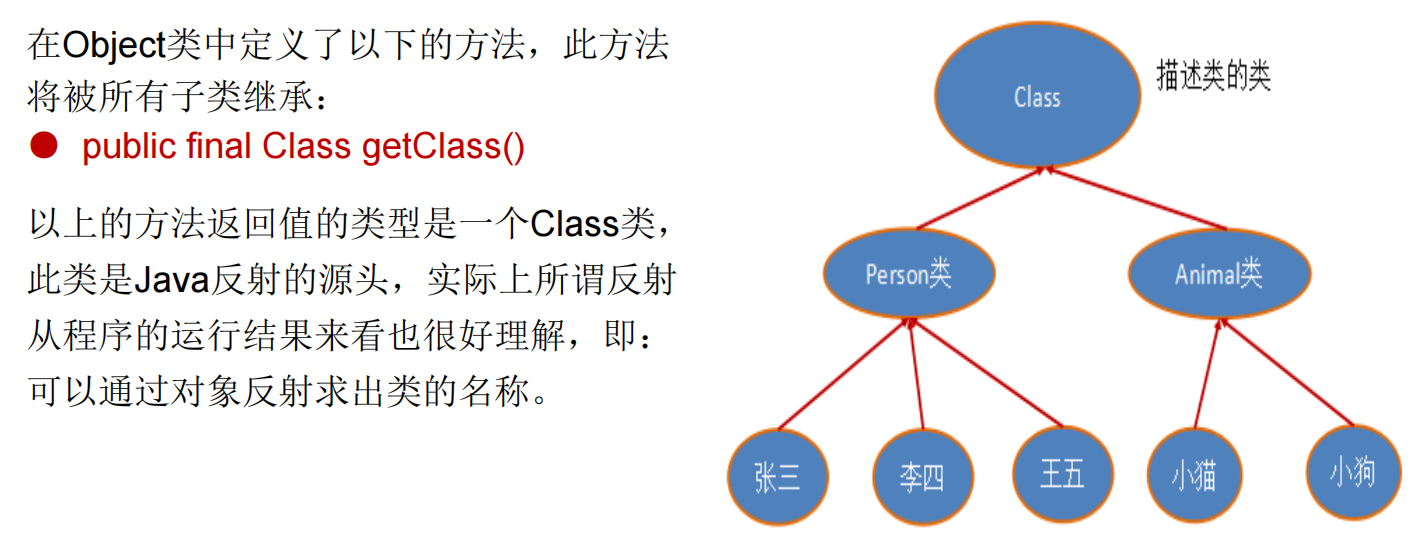 在Object类中定义了以下的方法，此方法
将被所有子类继承：
● public final Class getClass()
以上的方法返回值的类型是一个Class类，
此类是Java反射的源头，实际上所谓反射
从程序的运行结果来看也很好理解，即：
可以通过对象反射求出类的名称。
Class
描述类的类
Person类
Animal类
张三
李四
王五
小猫
小狗